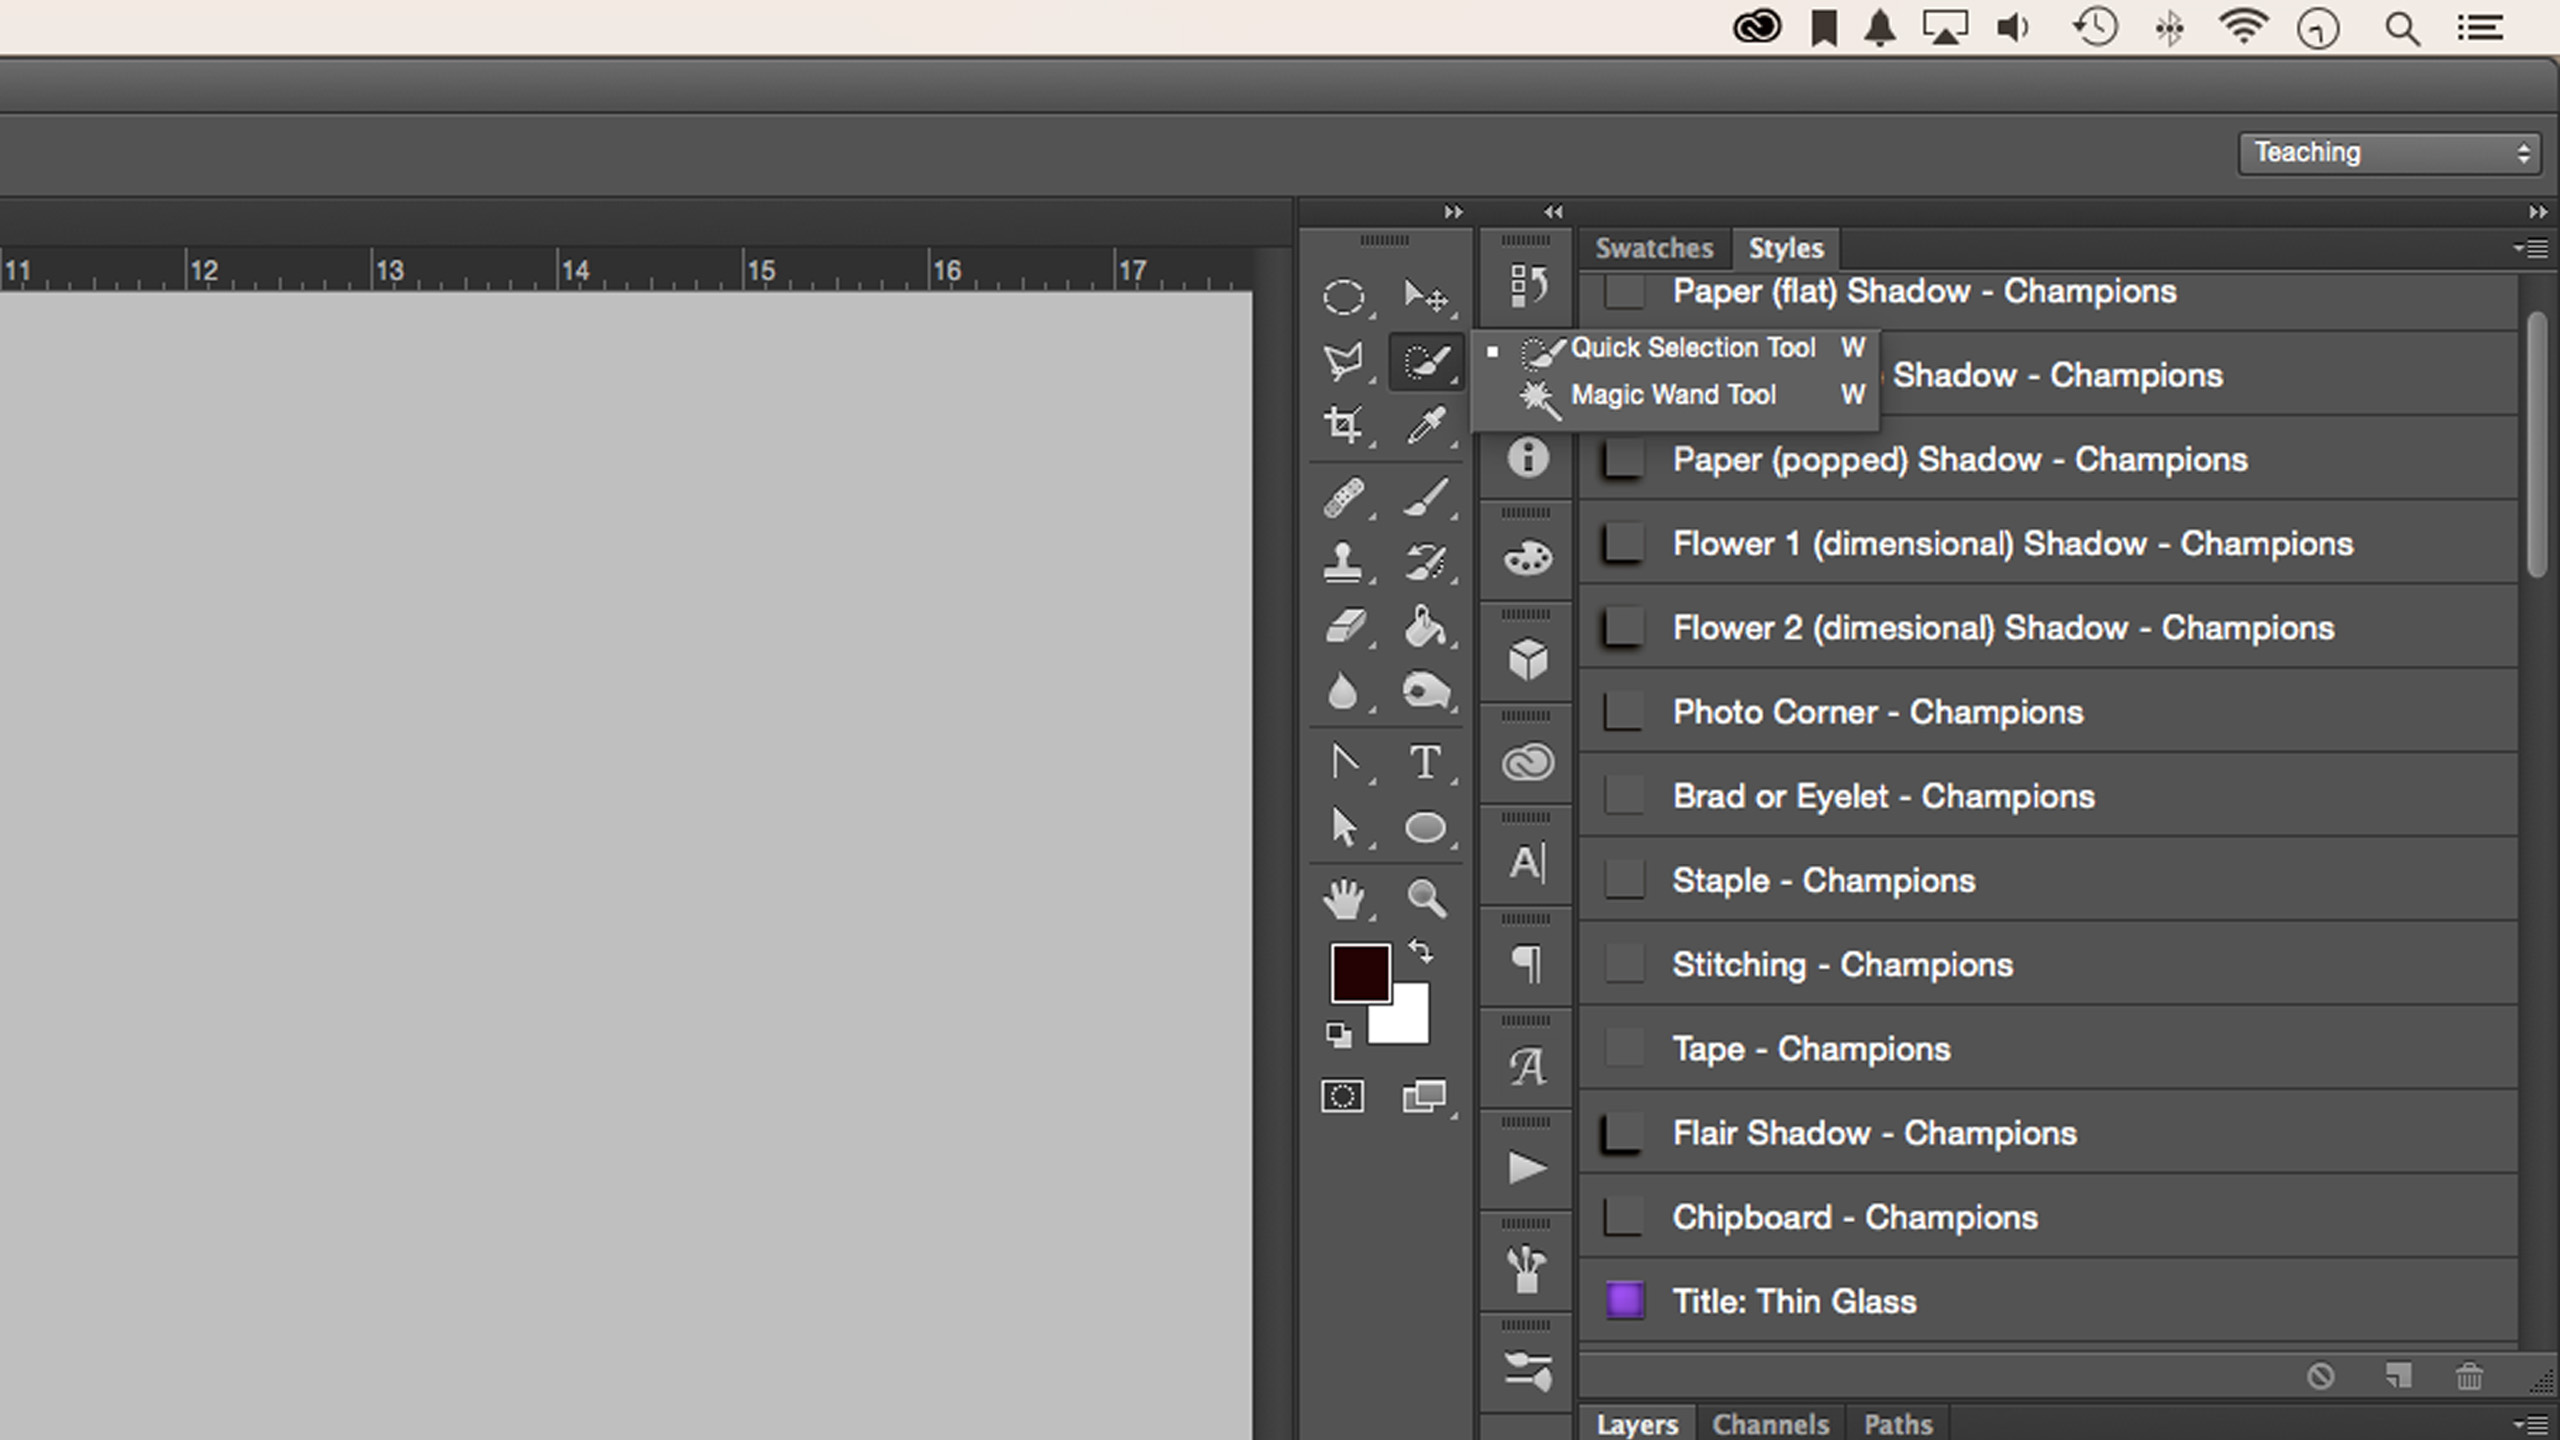 Teaching
11 12 13 14 15 16 17
Swatches Styles
Paper (flat) Shadow - Champions
Quick Selection Tool W
Magic Wand Tool W
Shadow - Champions
Paper (popped) Shadow - Champions
Flower 1 (dimensional) Shadow - Champions
Flower 2 (dimesional) Shadow - Champions
Photo Corner - Champions
Brad or Eyelet - Champions
Staple - Champions
Stitching - Champions
Tape - Champions
Flair Shadow - Champions
Chipboard - Champions
Title: Thin Glass
Layers Channels Paths